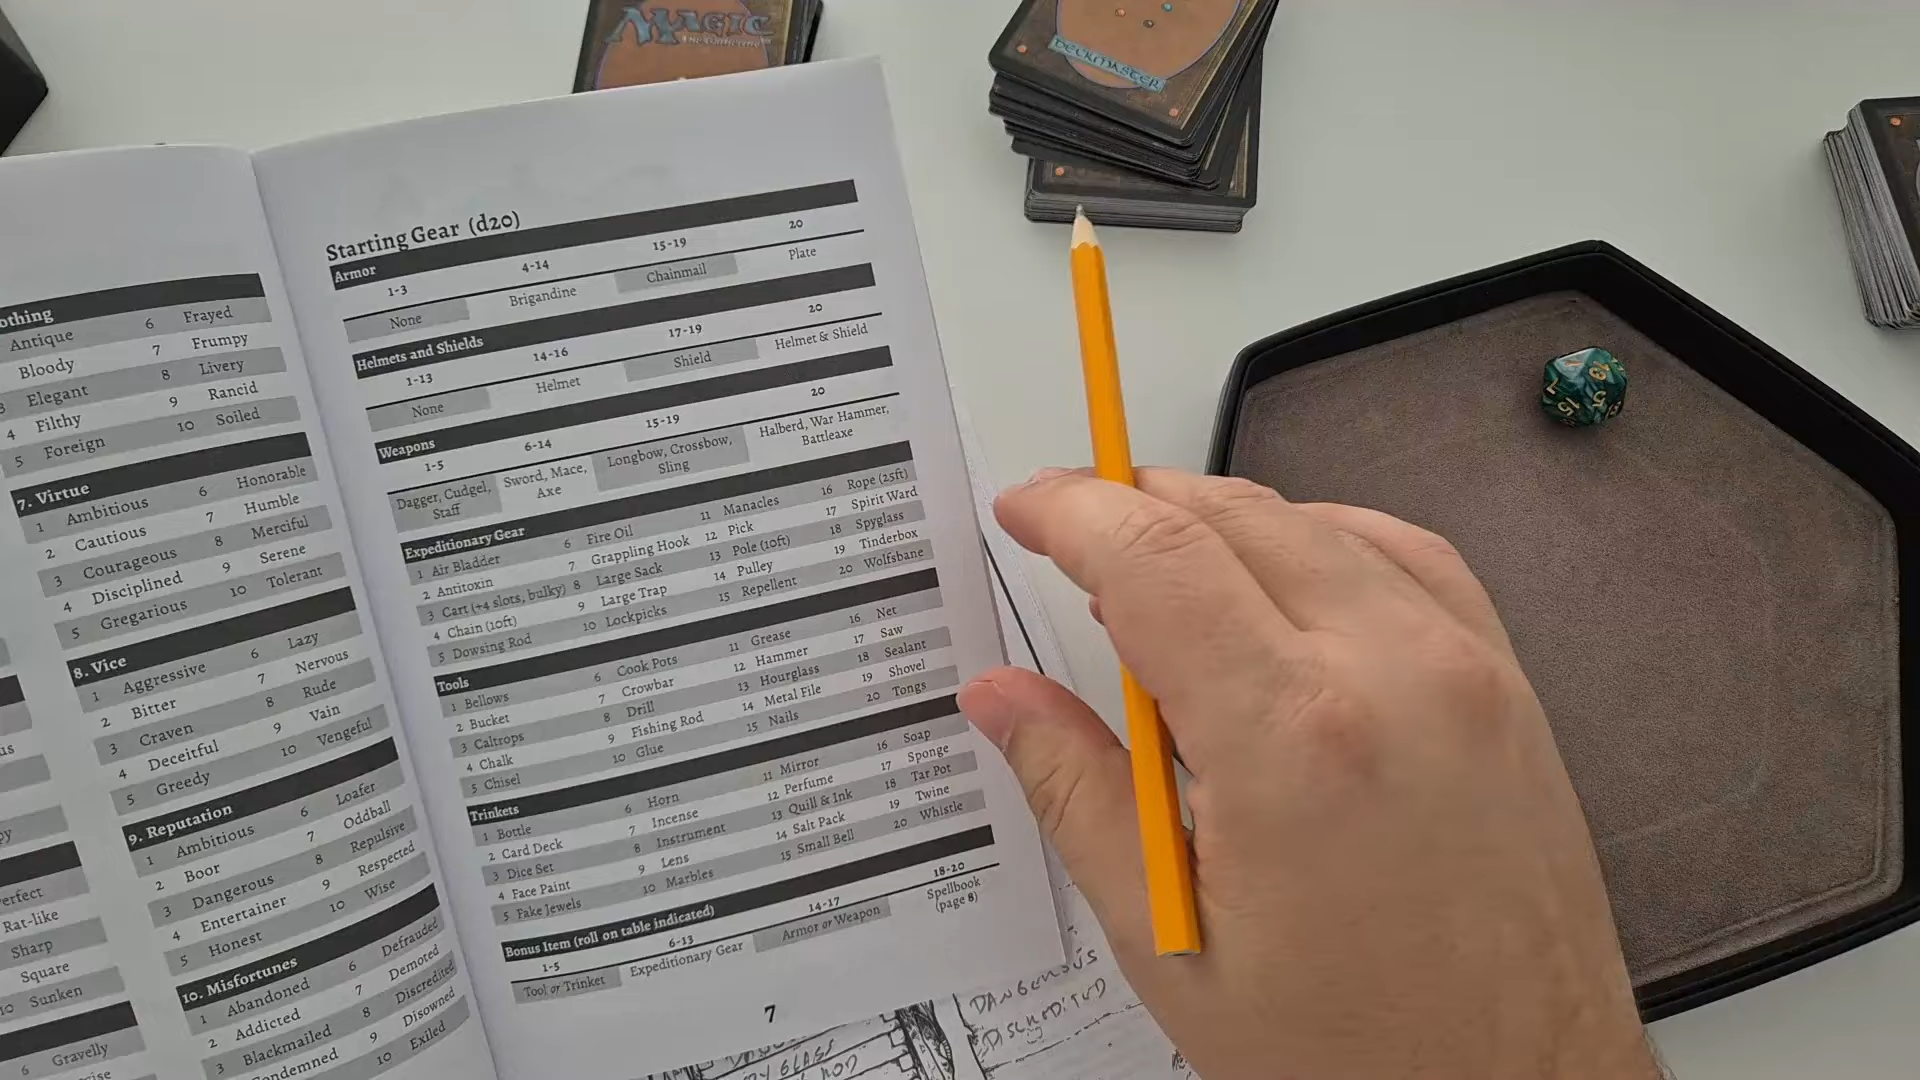 MAGIC
The Gathering
DECKMASTER
othing
Antique 6 Frayed
Bloody 7 Frumpy
3 Elegant 8 Livery
4 Filthy 9 Rancid
5 Foreign 10 Soiled
7. Virtue
1 Ambitious 6 Honorable
2 Cautious 7 Humble
3 Courageous 8 Merciful
4 Disciplined 9 Serene
5 Gregarious 10 Tolerant
8. Vice
1 Aggressive 6 Lazy
2 Bitter 7 Nervous
3 Craven 8 Rude
4 Deceitful 9 Vain
5 Greedy 10 Vengeful
9. Reputation
1 Ambitious 6 Loafer
2 Boor 7 Oddball
3 Dangerous 8 Repulsive
4 Entertainer 9 Respected
5 Honest 10 Wise
10. Misfortunes
1 Abandoned 6 Defrauded
2 Addicted 7 Demoted
3 Blackmailed 8 Discredited
Condemned 9 Disowned
10 Exiled
erfect
Rat-like
Sharp
Square
10 Sunken
6 Gravelly
Starting Gear (d20)
Armor
1-3 4-14 15-19 20
None Brigandine Chainmail Plate
Helmets and Shields
1-13 14-16 17-19 20
None Helmet Shield Helmet & Shield
Weapons
1-5 6-14 15-19 20
Dagger, Cudgel, Sword, Mace, Longbow, Crossbow, Halberd, War Hammer,
Staff Axe Sling Battleaxe
Expeditionary Gear
1 Air Bladder 6 Fire Oil 11 Manacles 16 Rope (25ft)
2 Antitoxin 7 Grappling Hook 12 Pick 17 Spirit Ward
3 Cart (+4 slots, bulky) 8 Large Sack 13 Pole (10ft) 18 Spyglass
4 Chain (10ft) 9 Large Trap 14 Pulley 19 Tinderbox
5 Dowsing Rod 10 Lockpicks 15 Repellent 20 Wolfsbane
Tools
1 Bellows 6 Cook Pots 11 Grease 16 Net
2 Bucket 7 Crowbar 12 Hammer 17 Saw
3 Caltrops 8 Drill 13 Hourglass 18 Sealant
4 Chalk 9 Fishing Rod 14 Metal File 19 Shovel
5 Chisel 10 Glue 15 Nails 20 Tongs
Trinkets
1 Bottle 6 Horn 11 Mirror 16 Soap
2 Card Deck 7 Incense 12 Perfume 17 Sponge
3 Dice Set 8 Instrument 13 Quill & Ink 18 Tar Pot
4 Face Paint 9 Lens 14 Salt Pack 19 Twine
5 Fake Jewels 10 Marbles 15 Small Bell 20 Whistle
Bonus Item (roll on table indicated)
1-5 6-13 14-17 18-20
Tool or Trinket Expeditionary Gear Armor or Weapon Spellbook
(page 8)
7
DANGEROUS
DISCREDITED
13
5
15
7